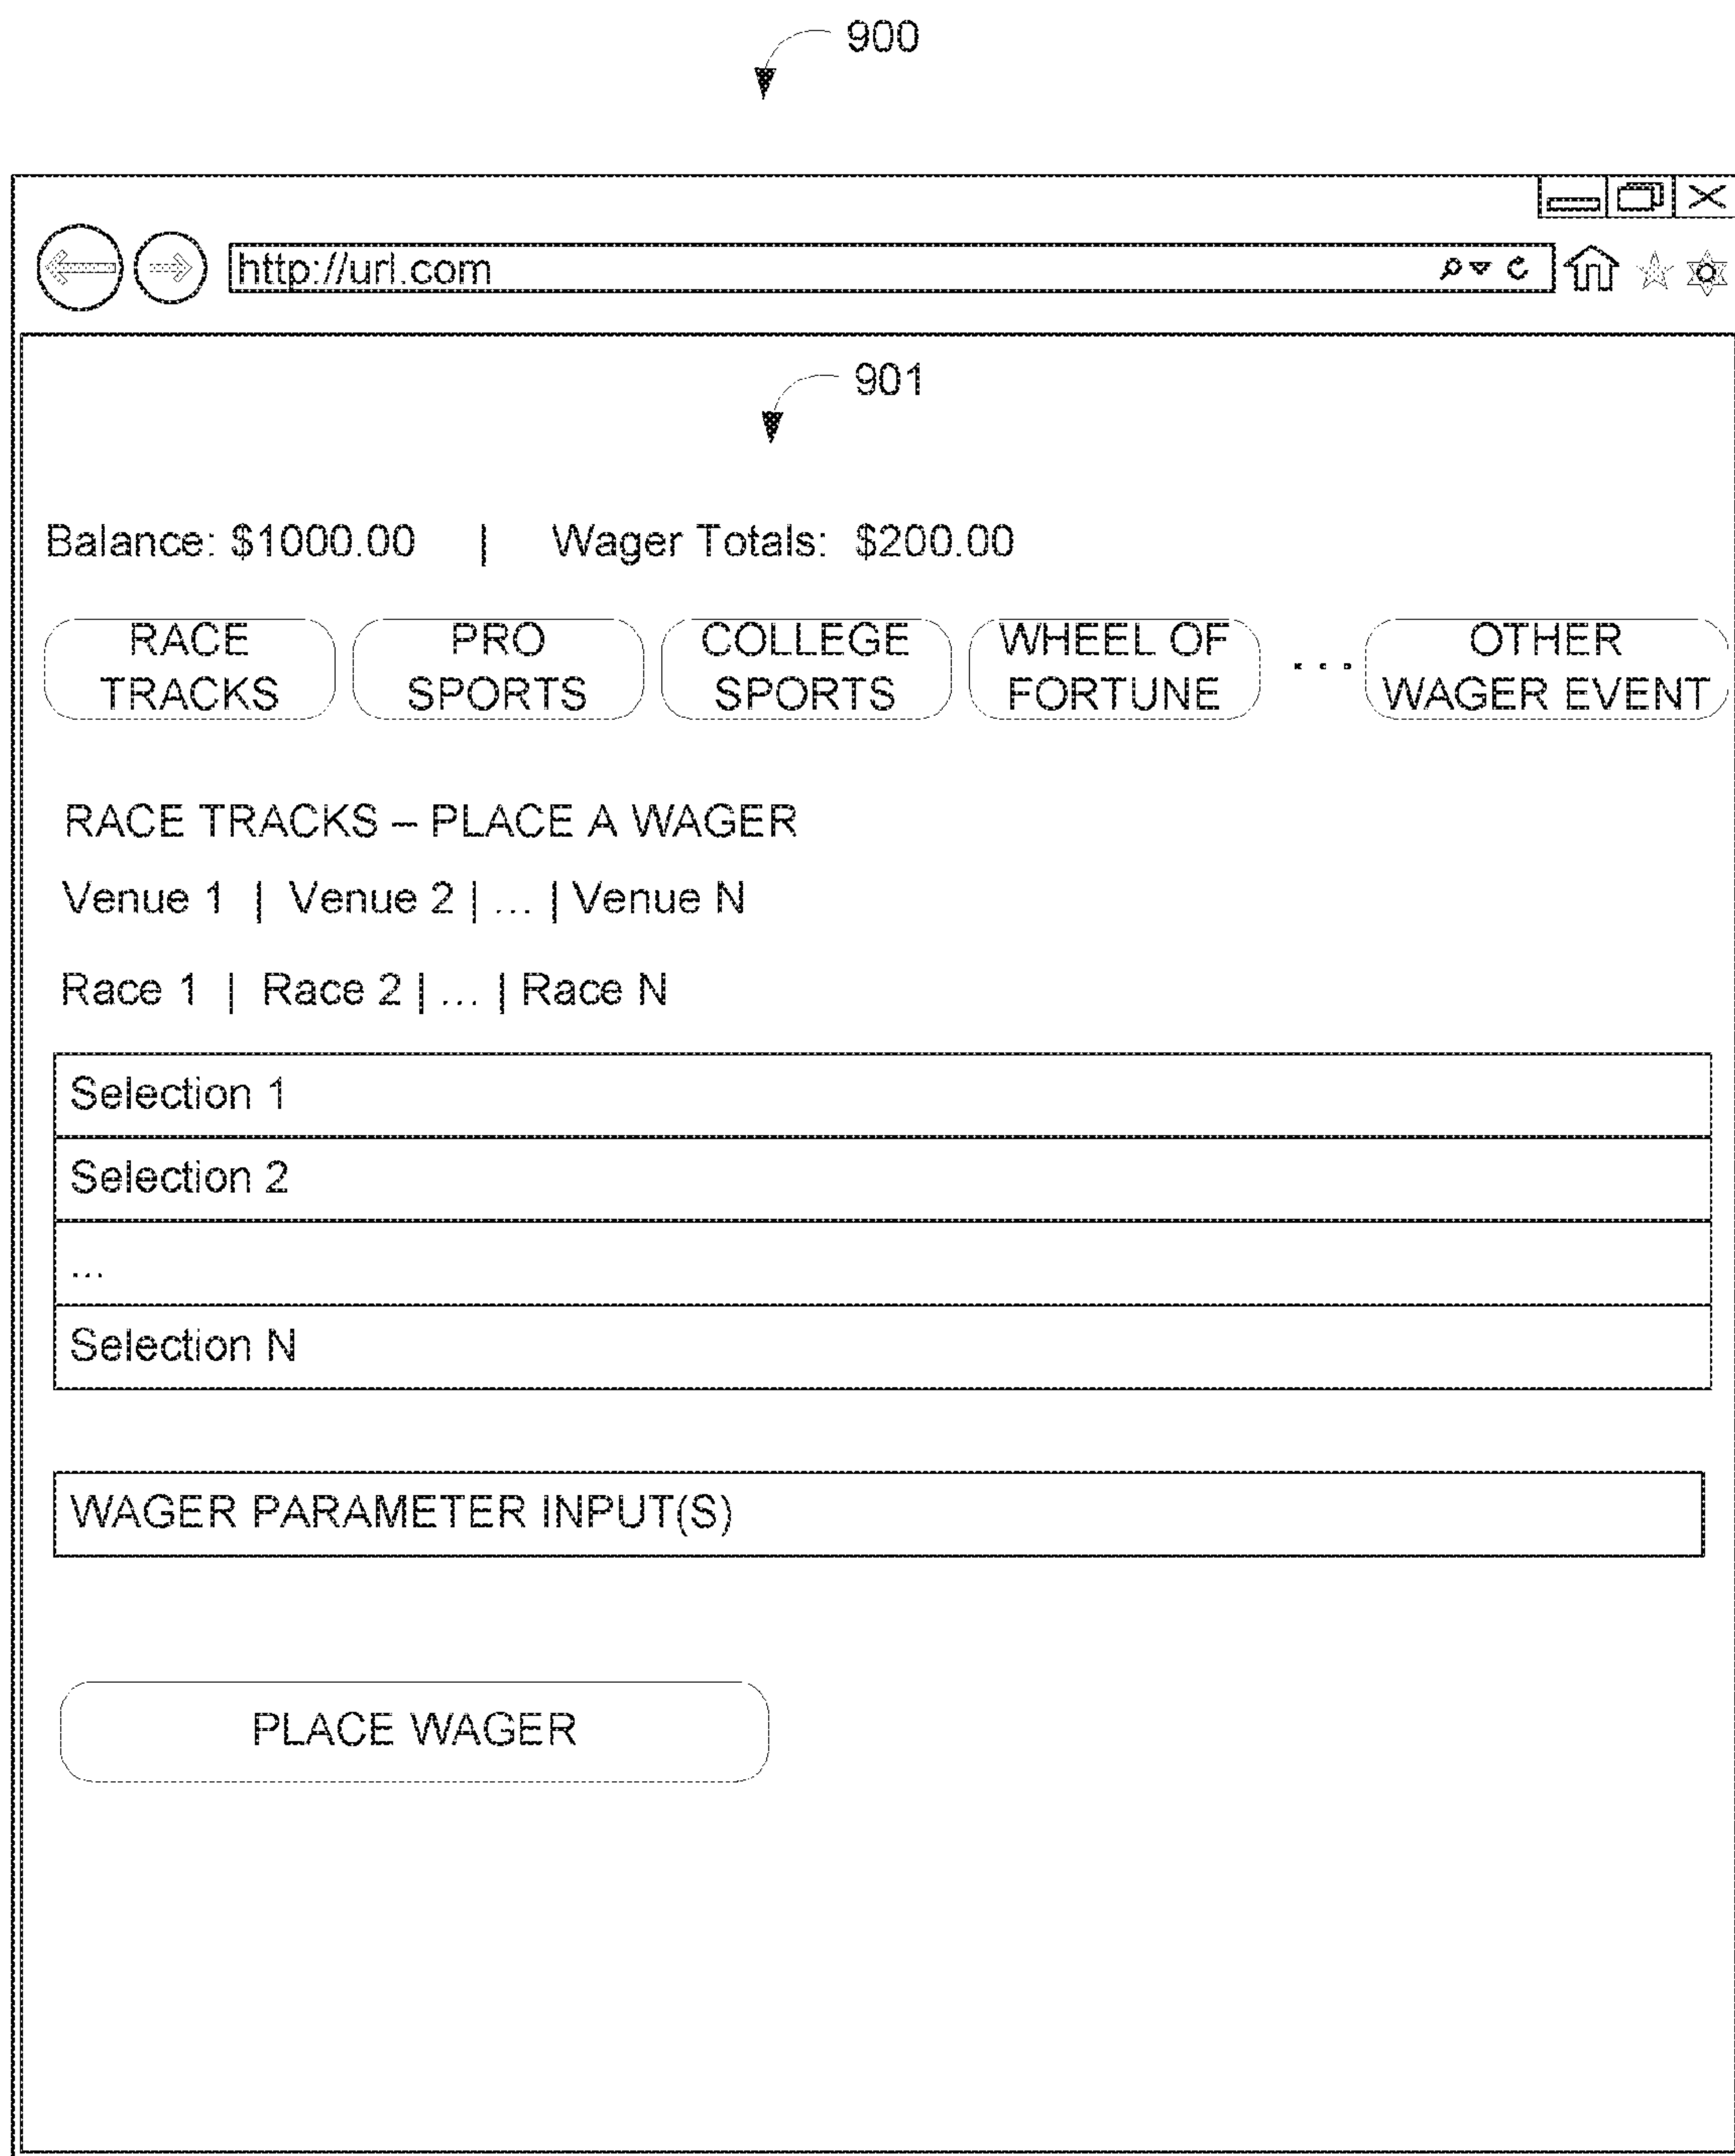 900
http://url.com
901
Balance: $1000.00 | Wager Totals: $200.00
RACE TRACKS
PRO SPORTS
COLLEGE SPORTS
WHEEL OF FORTUNE
...
OTHER WAGER EVENT
RACE TRACKS – PLACE A WAGER
Venue 1 | Venue 2 | ... | Venue N
Race 1 | Race 2 | ... | Race N
Selection 1
Selection 2
...
Selection N
WAGER PARAMETER INPUT(S)
PLACE WAGER